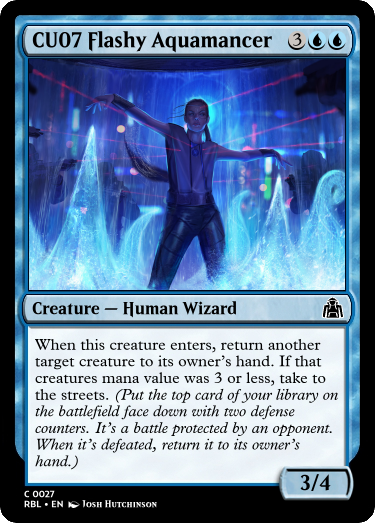 CU07 Flashy Aquamancer 3
Creature — Human Wizard
When this creature enters, return another
target creature to its owner's hand. If that
creatures mana value was 3 or less, take to
the streets. (Put the top card of your library on
the battlefield face down with two defense
counters. It's a battle protected by an opponent.
When it's defeated, return it to its owner's
hand.)
3/4
C 0027
RBL • EN Josh Hutchinson